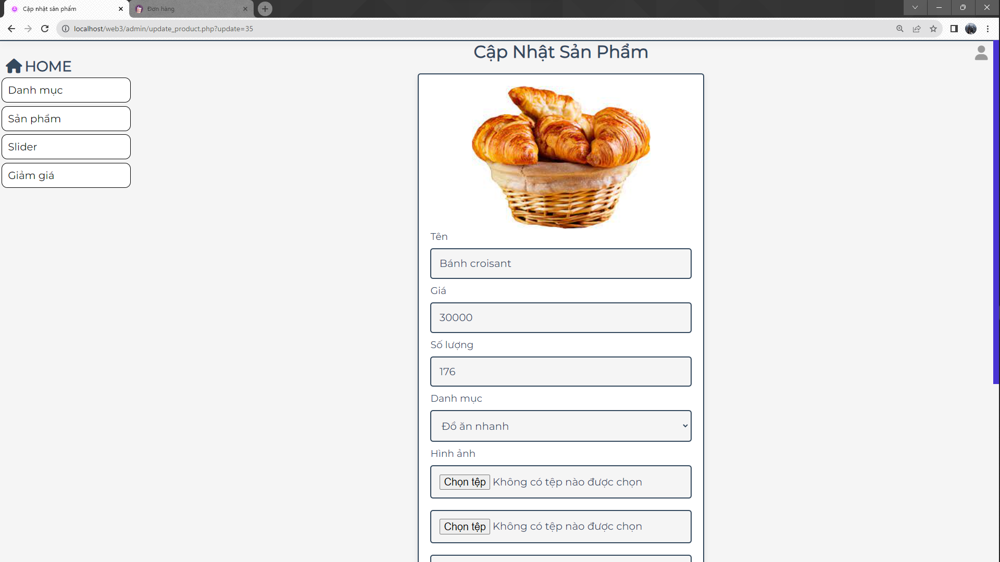 Cập nhật sản phẩm
Đơn hàng
localhost/web3/admin/update_product.php?update=35
Cập Nhật Sản Phẩm
HOME
Danh mục
Sản phẩm
Slider
Giảm giá
Tên
Bánh croisant
Giá
30000
Số lượng
176
Danh mục
Đồ ăn nhanh
Hình ảnh
Chọn tệp Không có tệp nào được chọn
Chọn tệp Không có tệp nào được chọn